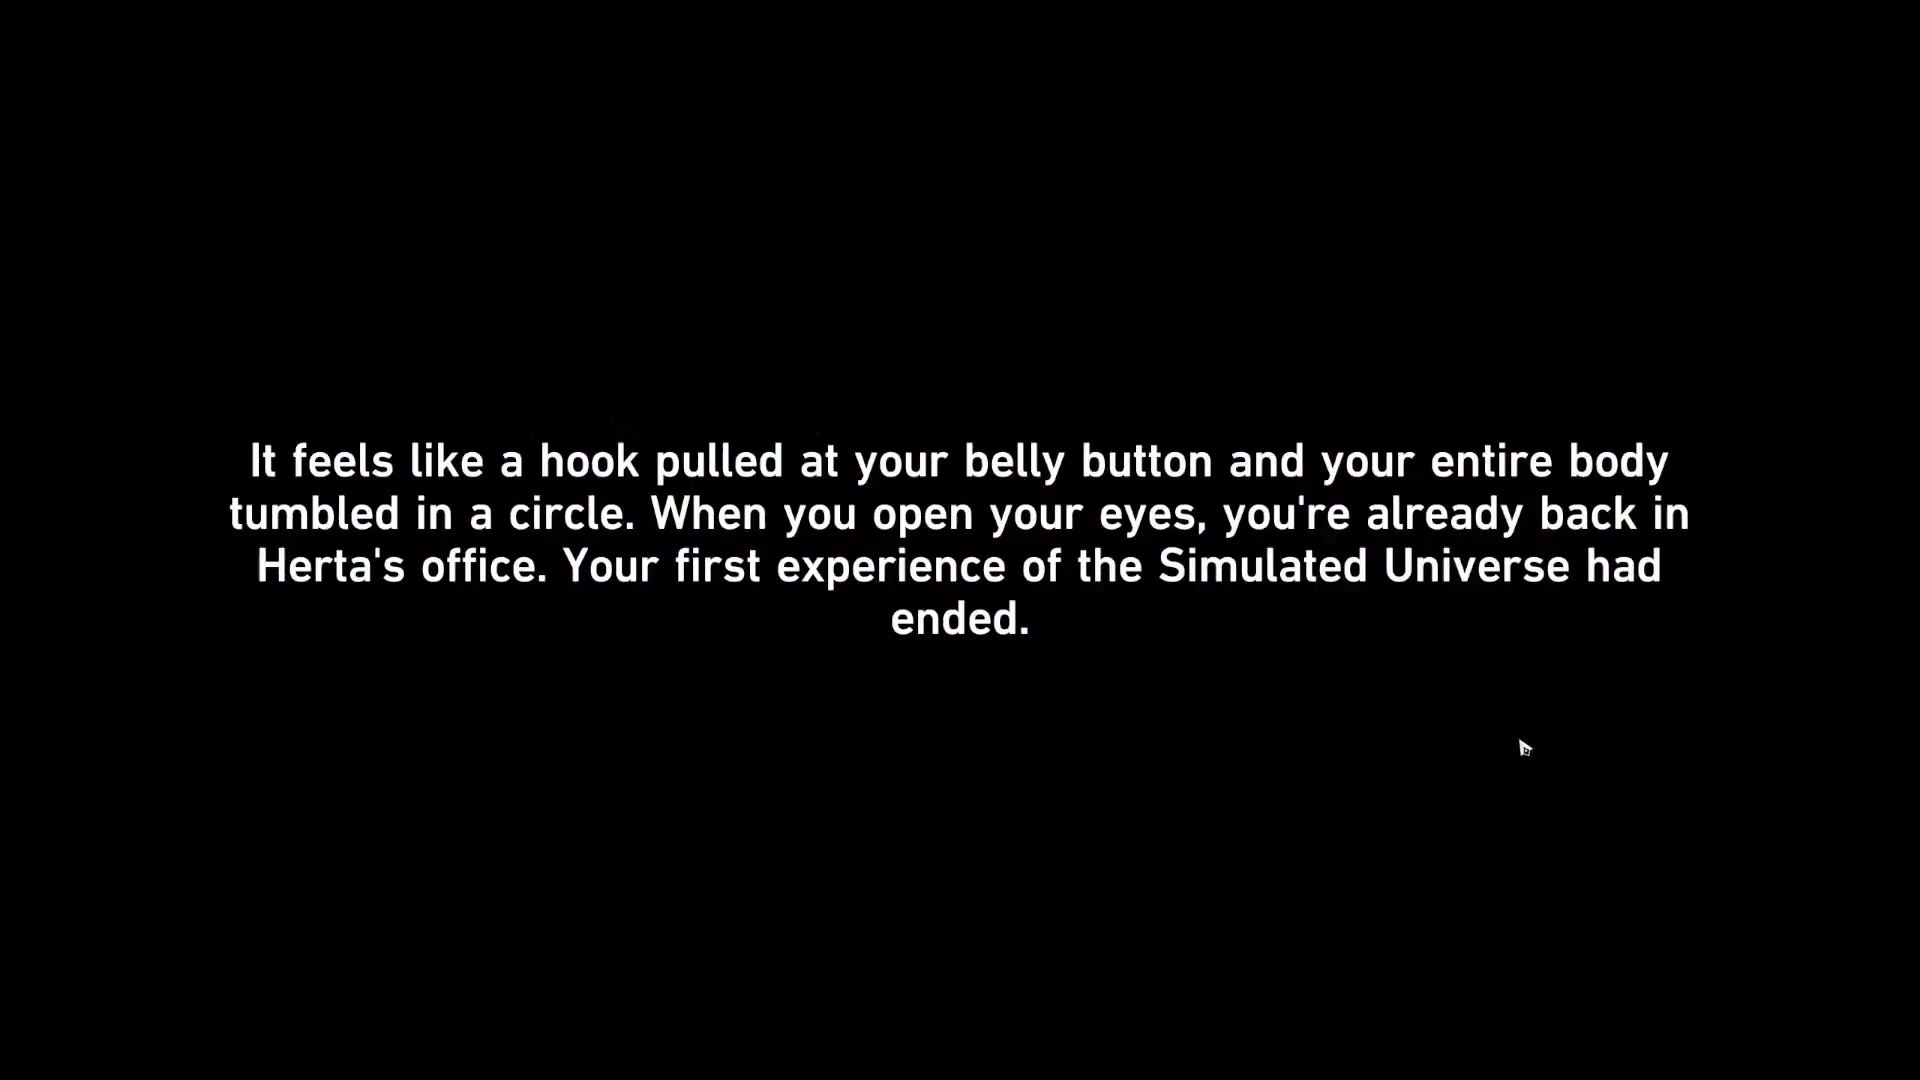 It feels like a hook pulled at your belly button and your entire body
tumbled in a circle. When you open your eyes, you're already back in
Herta's office. Your first experience of the Simulated Universe had
ended.